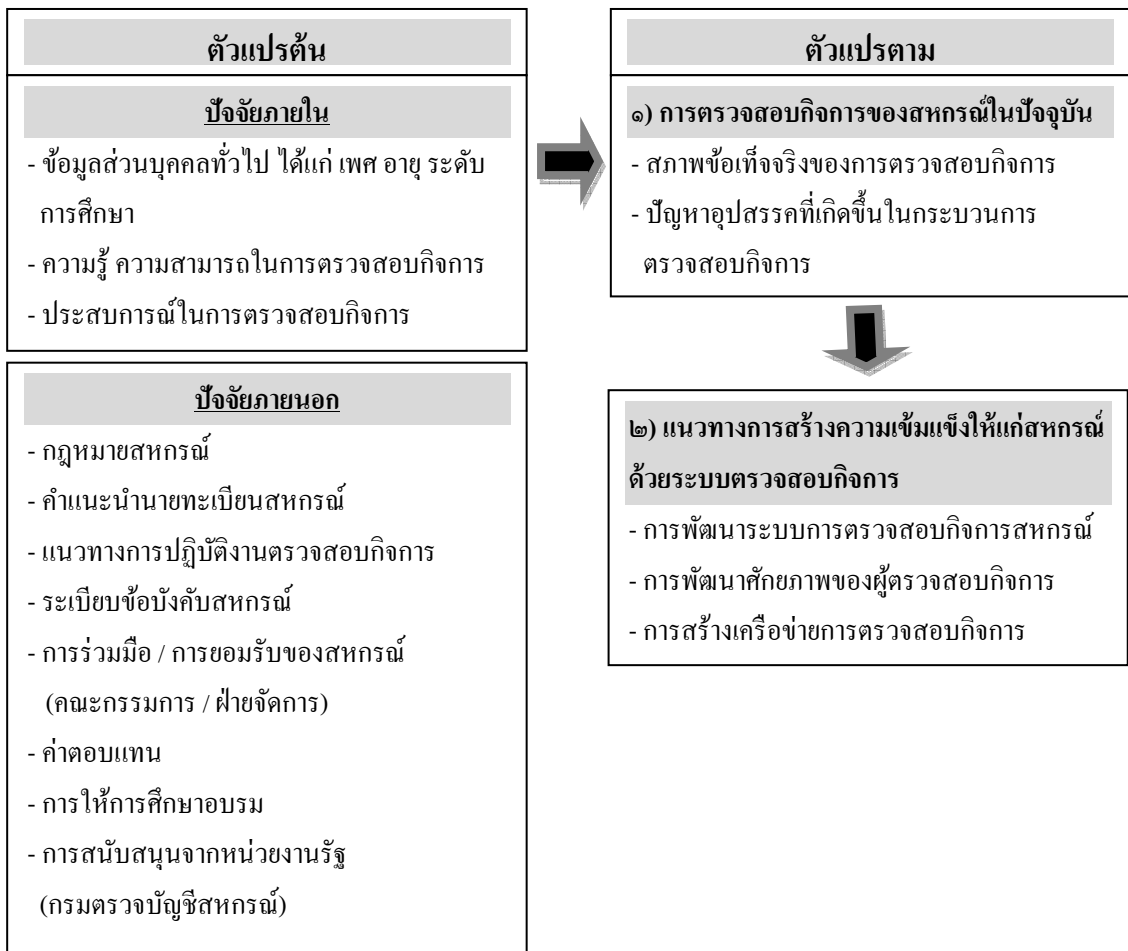 ตัวแปรต้น
ปัจจัยภายใน
- ข้อมูลส่วนบุคคลทั่วไป ได้แก่ เพศ อายุ ระดับ
การศึกษา
- ความรู้ ความสามารถในการตรวจสอบกิจการ
- ประสบการณ์ในการตรวจสอบกิจการ
ปัจจัยภายนอก
- กฎหมายสหกรณ์
- คำแนะนำนายทะเบียนสหกรณ์
- แนวทางการปฏิบัติงานตรวจสอบกิจการ
- ระเบียบข้อบังคับสหกรณ์
- การร่วมมือ / การยอมรับของสหกรณ์
(คณะกรรมการ / ฝ่ายจัดการ)
- ค่าตอบแทน
- การให้การศึกษาอบรม
- การสนับสนุนจากหน่วยงานรัฐ
(กรมตรวจบัญชีสหกรณ์)
ตัวแปรตาม
๑) การตรวจสอบกิจการของสหกรณ์ในปัจจุบัน
- สภาพข้อเท็จจริงของการตรวจสอบกิจการ
- ปัญหาอุปสรรคที่เกิดขึ้นในกระบวนการ
ตรวจสอบกิจการ
๒) แนวทางการสร้างความเข้มแข็งให้แก่สหกรณ์
ด้วยระบบตรวจสอบกิจการ
- การพัฒนาระบบการตรวจสอบกิจการสหกรณ์
- การพัฒนาศักยภาพของผู้ตรวจสอบกิจการ
- การสร้างเครือข่ายการตรวจสอบกิจการ